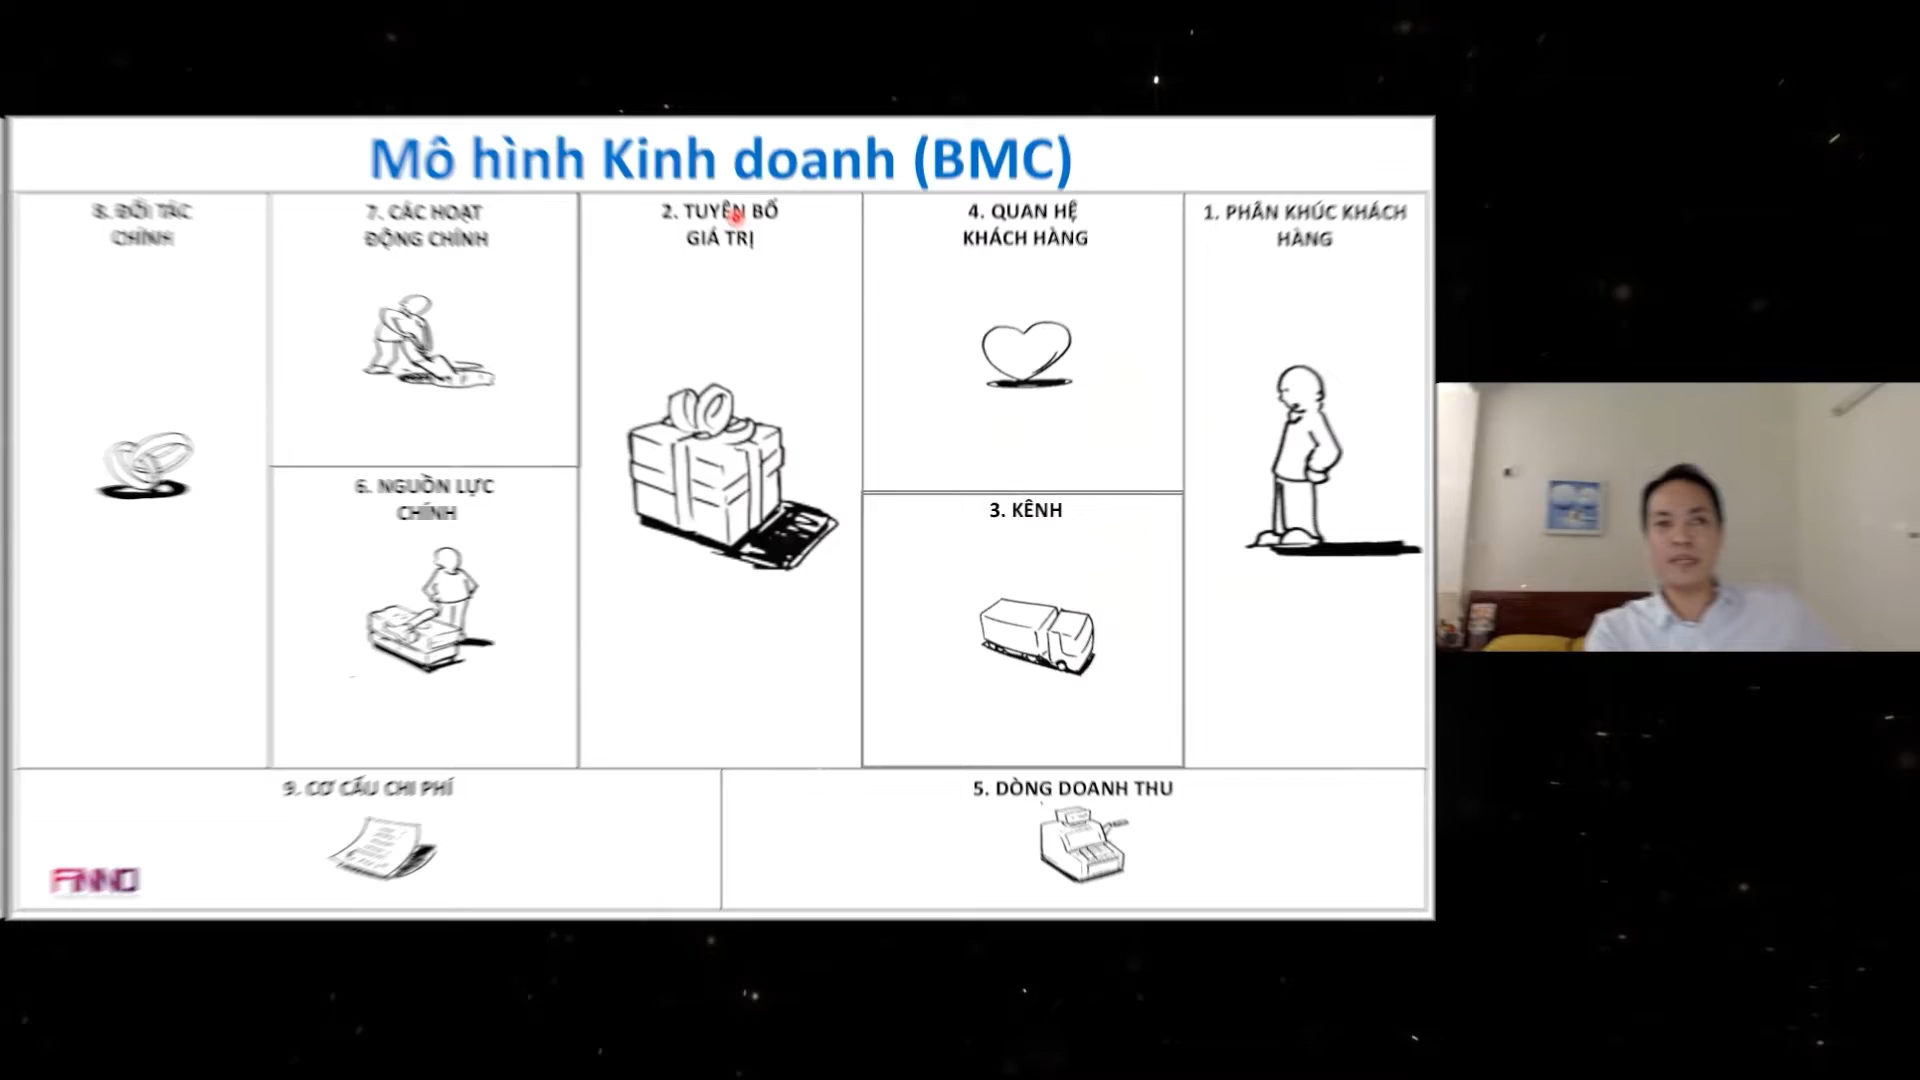 Mô hình Kinh doanh (BMC)
8. ĐỐI TÁC
CHÍNH
7. CÁC HOẠT
ĐỘNG CHÍNH
2. TUYÊN BỐ
GIÁ TRỊ
4. QUAN HỆ
KHÁCH HÀNG
1. PHÂN KHÚC KHÁCH
HÀNG
6. NGUỒN LỰC
CHÍNH
3. KÊNH
9. CƠ CẤU CHI PHÍ
5. DÒNG DOANH THU